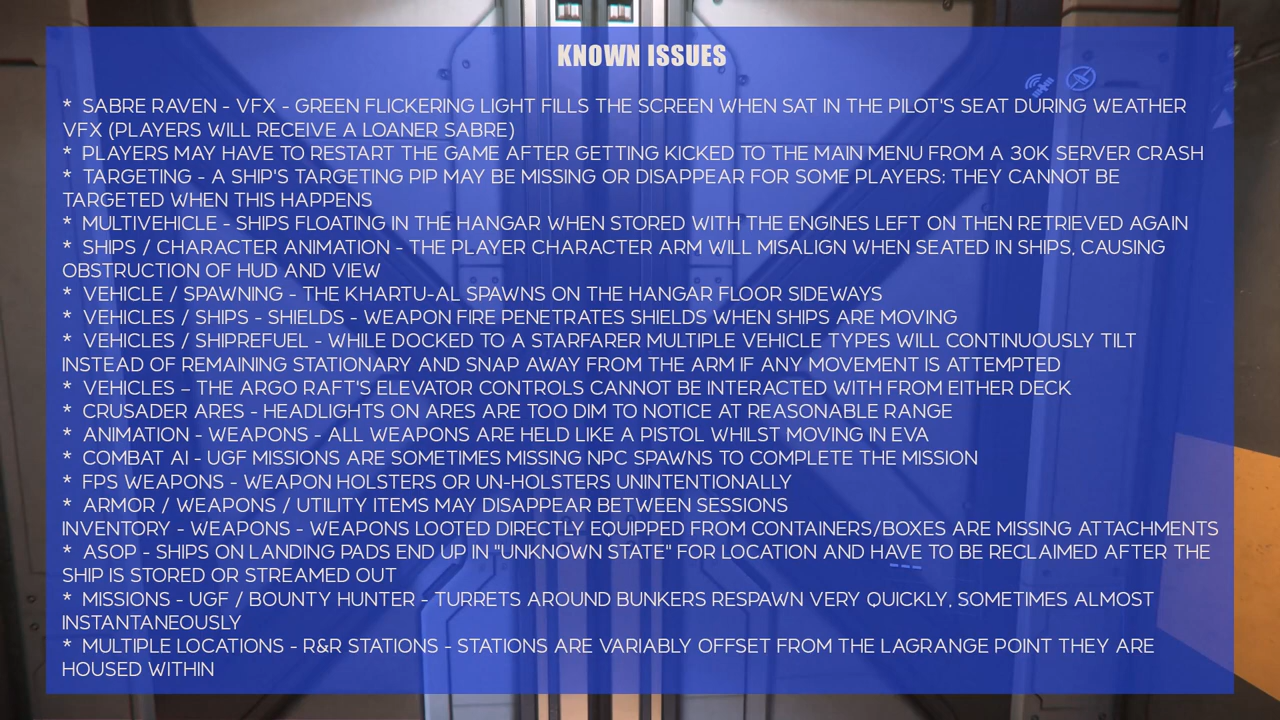 KNOWN ISSUES
* SABRE RAVEN - VFX - GREEN FLICKERING LIGHT FILLS THE SCREEN WHEN SAT IN THE PILOT'S SEAT DURING WEATHER
VFX (PLAYERS WILL RECEIVE A LOANER SABRE)
* PLAYERS MAY HAVE TO RESTART THE GAME AFTER GETTING KICKED TO THE MAIN MENU FROM A 30K SERVER CRASH
* TARGETING - A SHIP'S TARGETING PIP MAY BE MISSING OR DISAPPEAR FOR SOME PLAYERS; THEY CANNOT BE
TARGETED WHEN THIS HAPPENS
* MULTIVEHICLE - SHIPS FLOATING IN THE HANGAR WHEN STORED WITH THE ENGINES LEFT ON THEN RETRIEVED AGAIN
* SHIPS / CHARACTER ANIMATION - THE PLAYER CHARACTER ARM WILL MISALIGN WHEN SEATED IN SHIPS, CAUSING
OBSTRUCTION OF HUD AND VIEW
* VEHICLE / SPAWNING - THE KHARTU-AL SPAWNS ON THE HANGAR FLOOR SIDEWAYS
* VEHICLES / SHIPS - SHIELDS - WEAPON FIRE PENETRATES SHIELDS WHEN SHIPS ARE MOVING
* VEHICLES / SHIPREFUEL - WHILE DOCKED TO A STARFARER MULTIPLE VEHICLE TYPES WILL CONTINUOUSLY TILT
INSTEAD OF REMAINING STATIONARY AND SNAP AWAY FROM THE ARM IF ANY MOVEMENT IS ATTEMPTED
* VEHICLES – THE ARGO RAFT'S ELEVATOR CONTROLS CANNOT BE INTERACTED WITH FROM EITHER DECK
* CRUSADER ARES - HEADLIGHTS ON ARES ARE TOO DIM TO NOTICE AT REASONABLE RANGE
* ANIMATION - WEAPONS - ALL WEAPONS ARE HELD LIKE A PISTOL WHILST MOVING IN EVA
* COMBAT AI - UGF MISSIONS ARE SOMETIMES MISSING NPC SPAWNS TO COMPLETE THE MISSION
* FPS WEAPONS - WEAPON HOLSTERS OR UN-HOLSTERS UNINTENTIONALLY
* ARMOR / WEAPONS / UTILITY ITEMS MAY DISAPPEAR BETWEEN SESSIONS
INVENTORY - WEAPONS - WEAPONS LOOTED DIRECTLY EQUIPPED FROM CONTAINERS/BOXES ARE MISSING ATTACHMENTS
* ASOP - SHIPS ON LANDING PADS END UP IN "UNKNOWN STATE" FOR LOCATION AND HAVE TO BE RECLAIMED AFTER THE
SHIP IS STORED OR STREAMED OUT
* MISSIONS - UGF / BOUNTY HUNTER - TURRETS AROUND BUNKERS RESPAWN VERY QUICKLY, SOMETIMES ALMOST
INSTANTANEOUSLY
* MULTIPLE LOCATIONS - R&R STATIONS - STATIONS ARE VARIABLY OFFSET FROM THE LAGRANGE POINT THEY ARE
HOUSED WITHIN